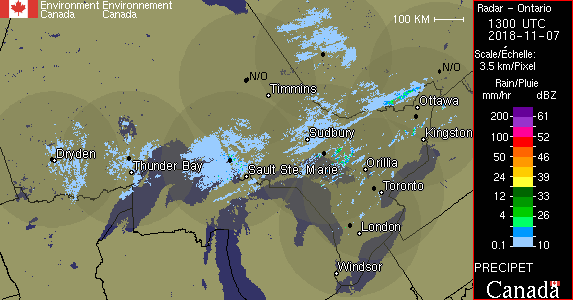 Environment Environnement
Canada Canada
100 KM
N/O
N/O
Timmins
Ottawa
Sudbury
Kingston
Dryden
Thunder Bay
Sault Ste. Marie
Orillia
Toronto
London
Windsor
Radar - Ontario
1300 UTC
2018-11-07
Scale/Échelle:
3.5 km/Pixel
Rain/Pluie
mm/hr dBZ
200 61
100 52
50 46
24 39
12 33
4 26
0.1 10
PRECIPET
Canada